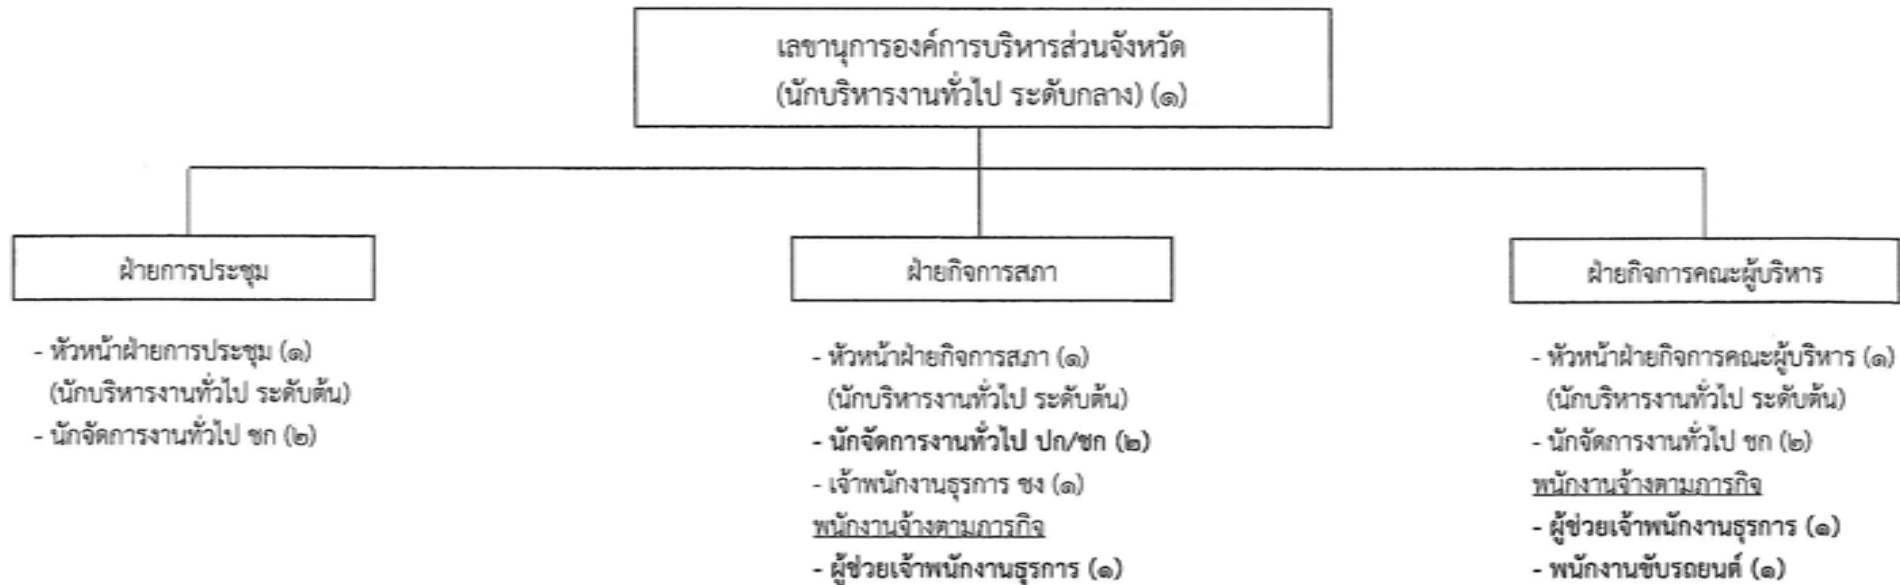 เลขานุการองค์การบริหารส่วนจังหวัด
(นักบริหารงานทั่วไป ระดับกลาง) (๑)
ฝ่ายการประชุม
- หัวหน้าฝ่ายการประชุม (๑)
(นักบริหารงานทั่วไป ระดับต้น)
- นักจัดการงานทั่วไป ชก (๒)
ฝ่ายกิจการสภา
- หัวหน้าฝ่ายกิจการสภา (๑)
(นักบริหารงานทั่วไป ระดับต้น)
- นักจัดการงานทั่วไป ปก/ชก (๒)
- เจ้าพนักงานธุรการ ชง (๑)
พนักงานจ้างตามภารกิจ
- ผู้ช่วยเจ้าพนักงานธุรการ (๑)
ฝ่ายกิจการคณะผู้บริหาร
- หัวหน้าฝ่ายกิจการคณะผู้บริหาร (๑)
(นักบริหารงานทั่วไป ระดับต้น)
- นักจัดการงานทั่วไป ชก (๒)
พนักงานจ้างตามภารกิจ
- ผู้ช่วยเจ้าพนักงานธุรการ (๑)
- พนักงานขับรถยนต์ (๑)